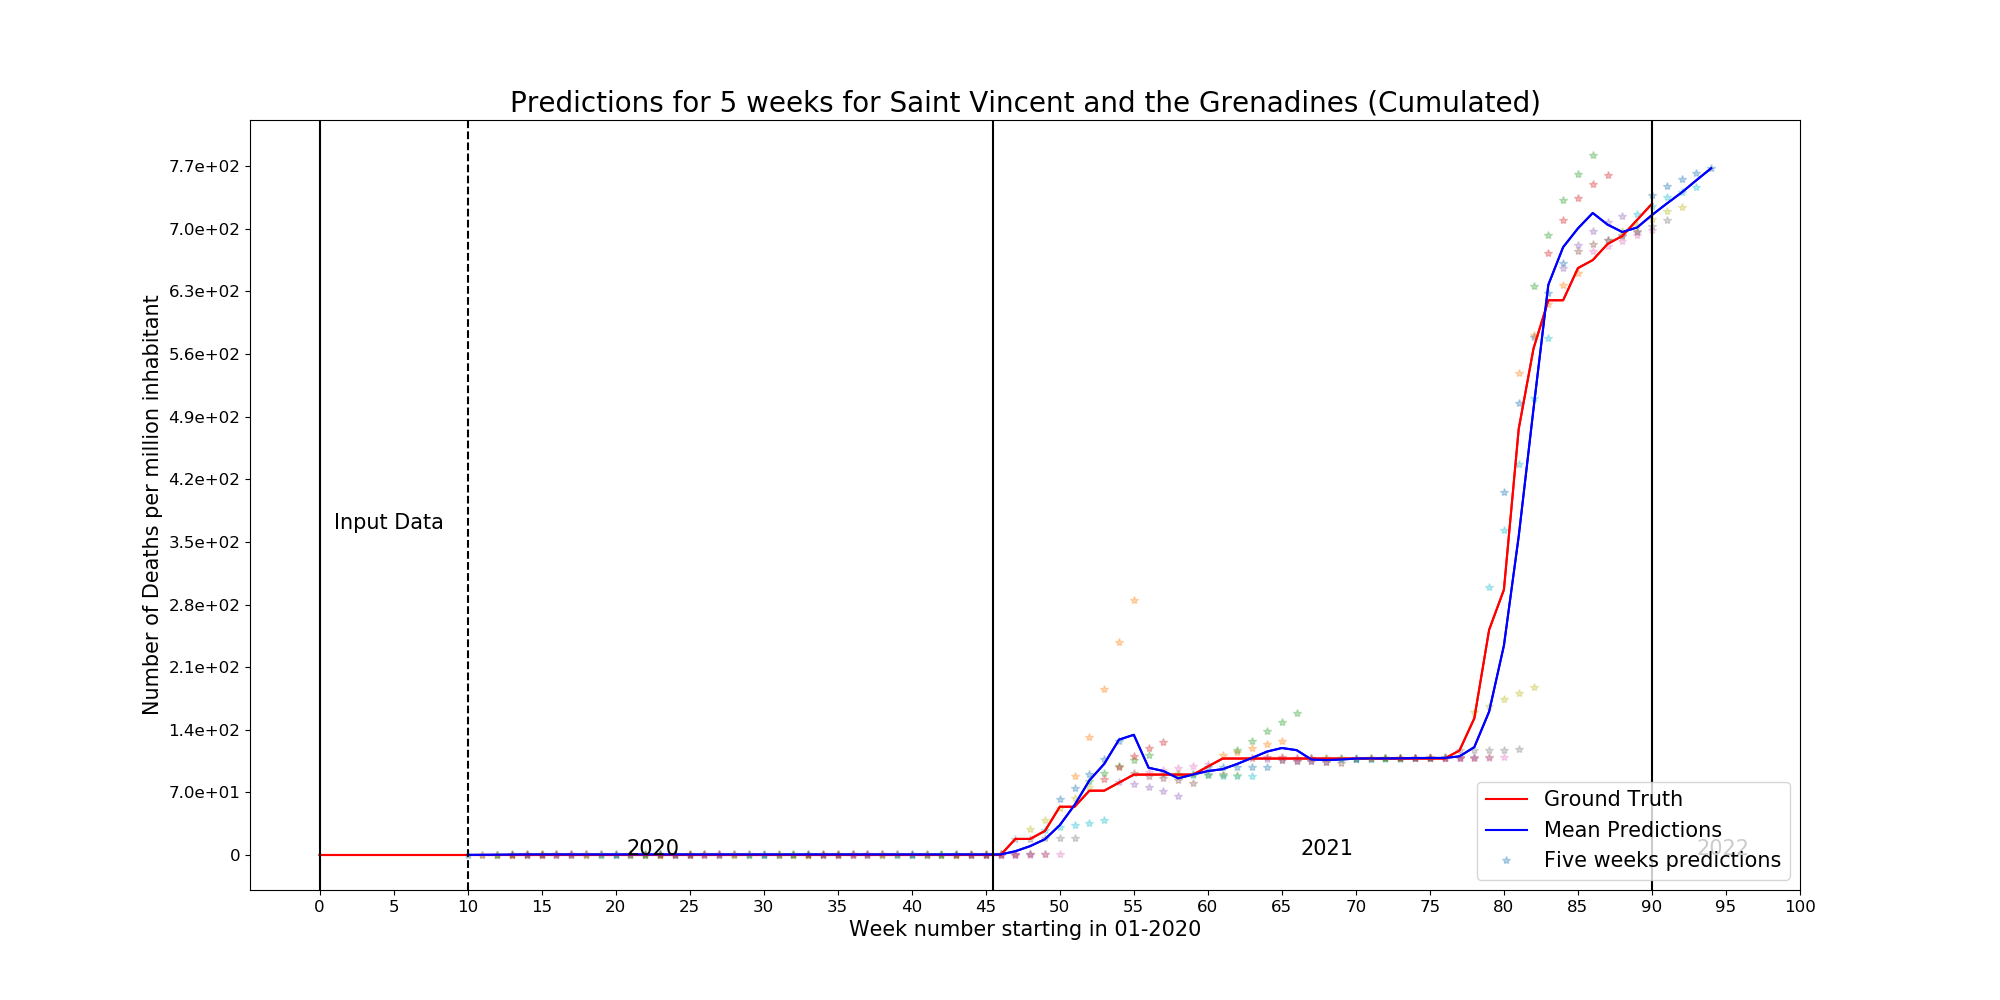 Predictions for 5 weeks for Saint Vincent and the Grenadines (Cumulated)
Number of Deaths per million inhabitant
7.7e+02
7.0e+02
6.3e+02
5.6e+02
4.9e+02
4.2e+02
3.5e+02
2.8e+02
2.1e+02
1.4e+02
7.0e+01
0
Input Data
2020
2021
2022
Ground Truth
Mean Predictions
Five weeks predictions
0 5 10 15 20 25 30 35 40 45 50 55 60 65 70 75 80 85 90 95 100
Week number starting in 01-2020